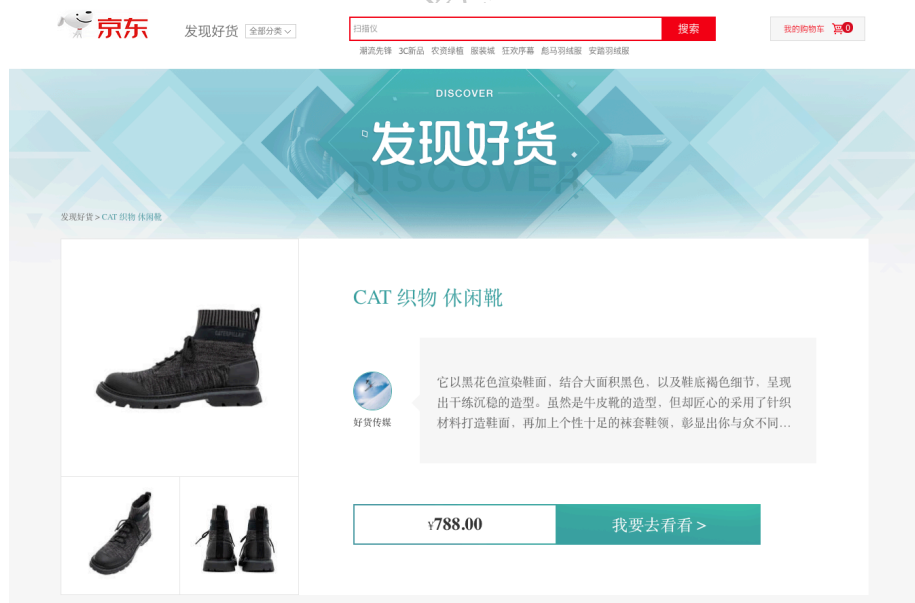 京东
发现好货 全部分类
扫描仪 搜索
我的购物车 0
潮流先锋 3C新品 农资绿植 服装城 狂欢序幕 彪马羽绒服 安踏羽绒服
DISCOVER
发现好货
DISCOVER
发现好货 > CAT 织物 休闲靴
CAT 织物 休闲靴
它以黑花色渲染鞋面，结合大面积黑色，以及鞋底褐色细节，呈现
出干练沉稳的造型。虽然是牛皮靴的造型，但却匠心的采用了针织
材料打造鞋面，再加上个性十足的袜套鞋领，彰显出你与众不同...
好货传媒
¥788.00 我要去看看 >